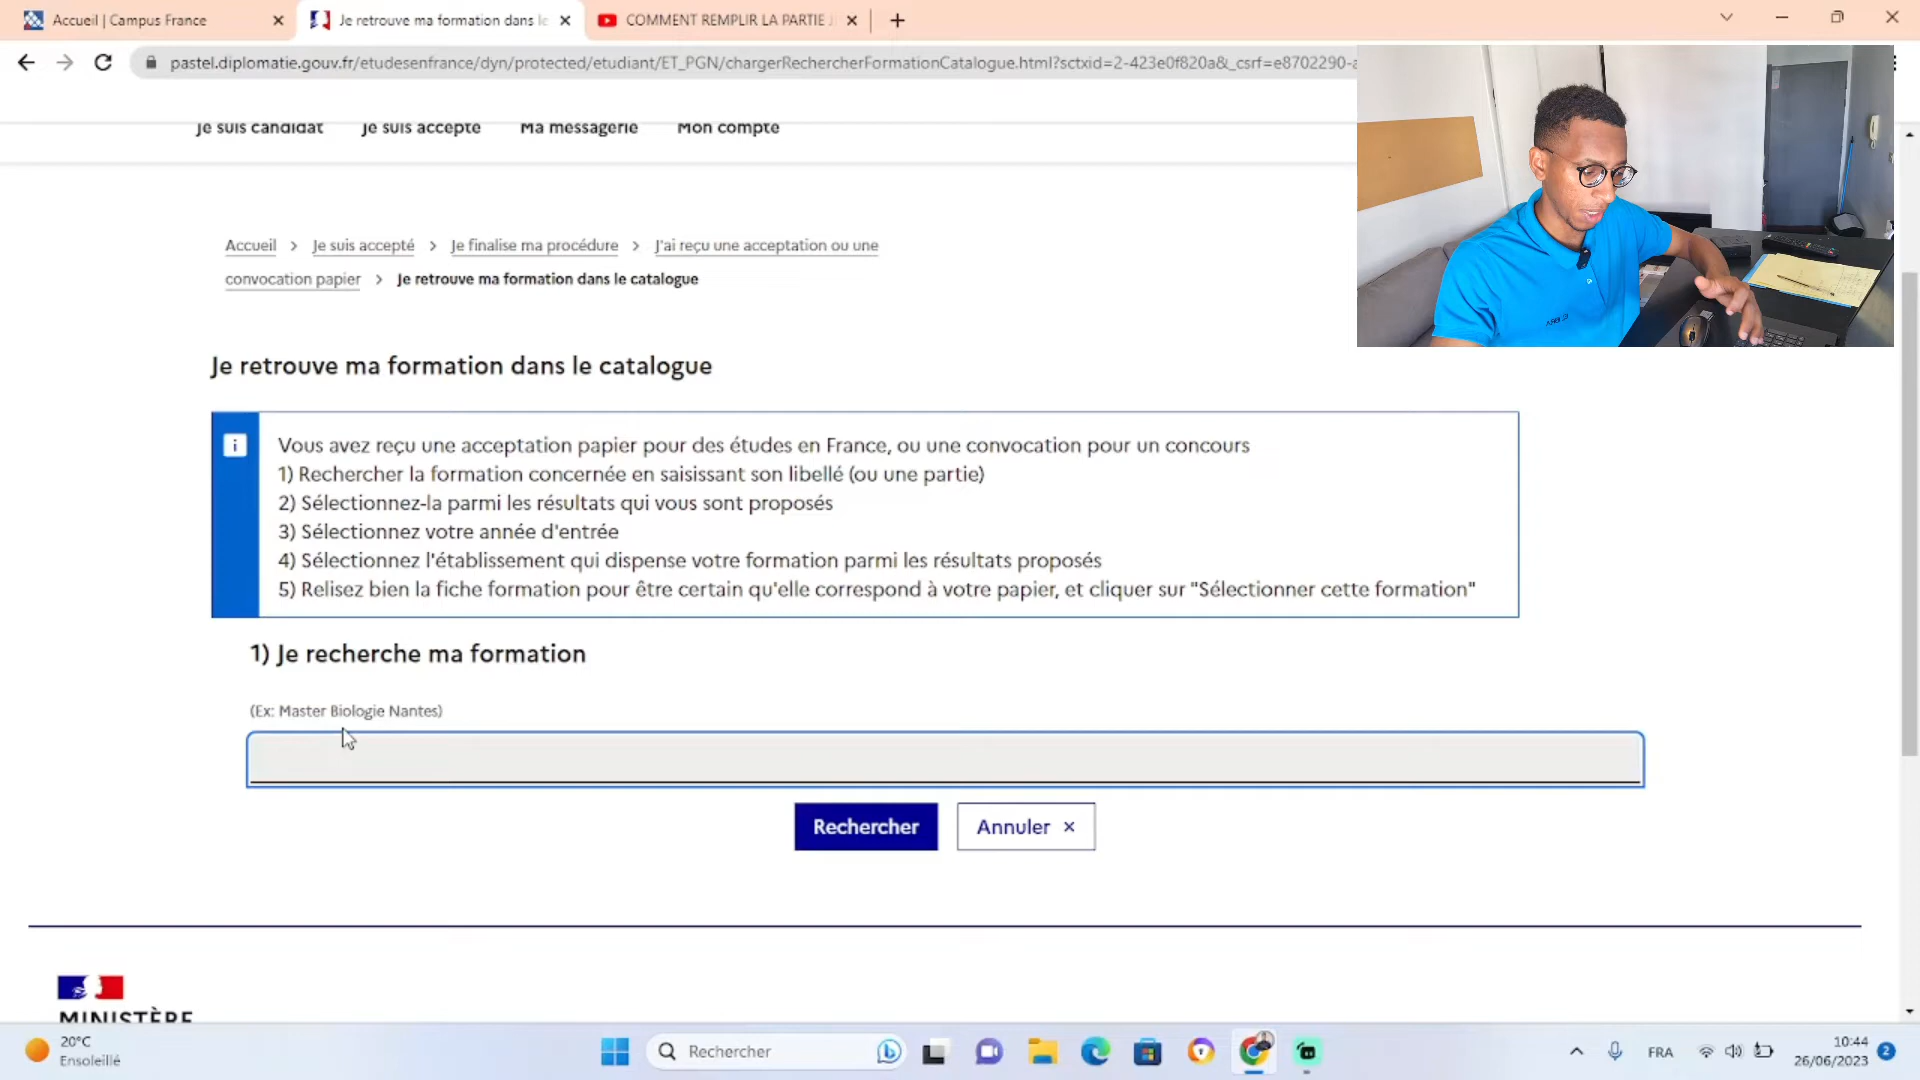 Accueil | Campus France
Je retrouve ma formation dans le
COMMENT REMPLIR LA PARTIE J
pastel.diplomatie.gouv.fr/etudesenfrance/dyn/protected/etudiant/ET_PGN/chargerRechercherFormationCatalogue.html?sctxid=2-423e0f820a&_csrf=e8702290-a
Je suis candidat Je suis accepté Ma messagerie Mon compte
Accueil > Je suis accepté > Je finalise ma procédure > J'ai reçu une acceptation ou une
convocation papier > Je retrouve ma formation dans le catalogue
Je retrouve ma formation dans le catalogue
i
Vous avez reçu une acceptation papier pour des études en France, ou une convocation pour un concours
1) Rechercher la formation concernée en saisissant son libellé (ou une partie)
2) Sélectionnez-la parmi les résultats qui vous sont proposés
3) Sélectionnez votre année d'entrée
4) Sélectionnez l'établissement qui dispense votre formation parmi les résultats proposés
5) Relisez bien la fiche formation pour être certain qu'elle correspond à votre papier, et cliquer sur "Sélectionner cette formation"
1) Je recherche ma formation
(Ex: Master Biologie Nantes)
Rechercher
Annuler ×
MINISTÈRE
20°C
Ensoleillé
Rechercher
FRA
10:44
26/06/2023
2